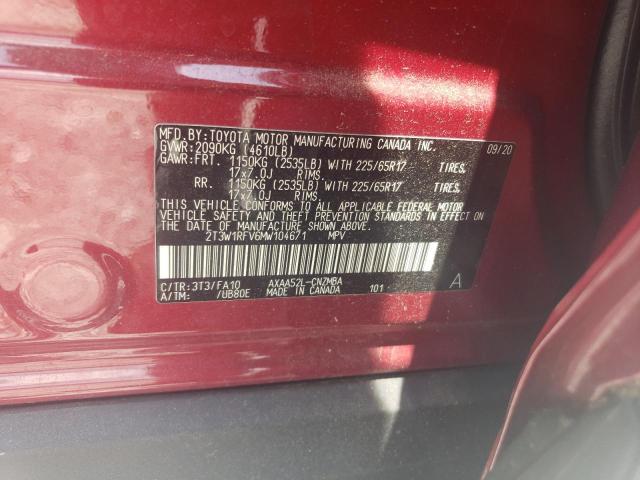 MFD.BY:TOYOTA MOTOR MANUFACTURING CANADA INC. 09/20
GVWR:2090KG (4610LB)
GAWR:FRT. 1150KG (2535LB) WITH 225/65R17 TIRES,
17x7.0J RIMS,
RR. 1150KG (2535LB) WITH 225/65R17 TIRES,
17x7.0J RIMS,
THIS VEHICLE CONFORMS TO ALL APPLICABLE FEDERAL MOTOR
VEHICLE SAFETY AND THEFT PREVENTION STANDARDS IN EFFECT ON
THE DATE OF MANUFACTURE SHOWN ABOVE.
2T3W1RFV6MW104671 MPV
C/TR:3T3/FA10 AXAA52L-CNZMBA 101 A
A/TM: /UB80E MADE IN CANADA